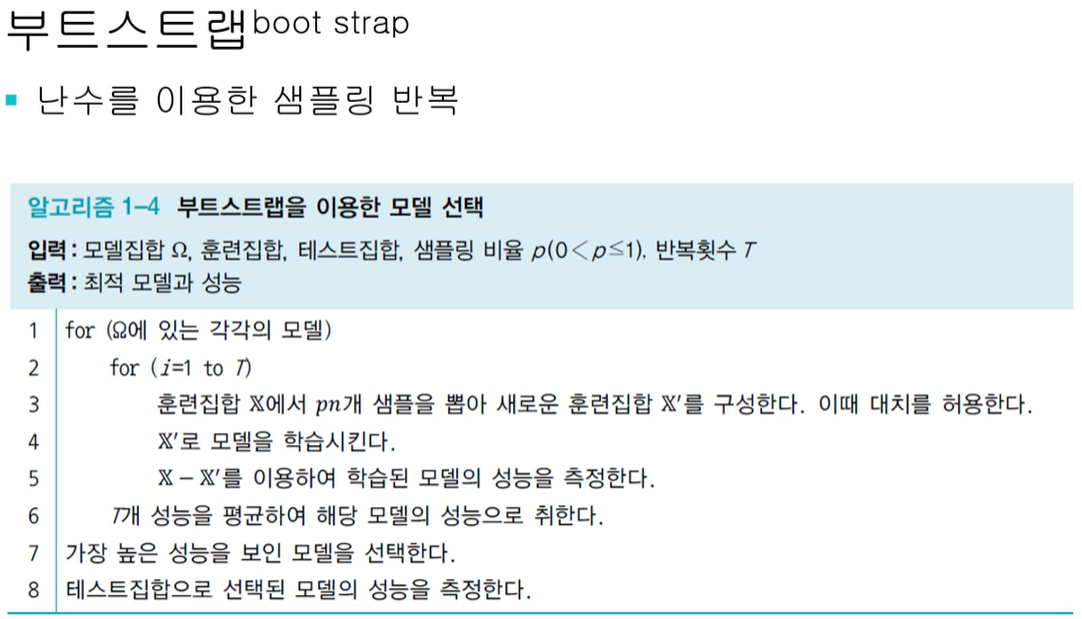 부트스트랩boot strap
▪ 난수를 이용한 샘플링 반복
알고리즘 1-4 부트스트랩을 이용한 모델 선택
입력: 모델집합 Ω, 훈련집합, 테스트집합, 샘플링 비율 p(0<p≤1), 반복횟수 T
출력: 최적 모델과 성능
1 for (Ω에 있는 각각의 모델)
2 for (i=1 to T)
3 훈련집합 𝕏에서 pn개 샘플을 뽑아 새로운 훈련집합 𝕏′를 구성한다. 이때 대치를 허용한다.
4 𝕏′로 모델을 학습시킨다.
5 𝕏 – 𝕏′를 이용하여 학습된 모델의 성능을 측정한다.
6 T개 성능을 평균하여 해당 모델의 성능으로 취한다.
7 가장 높은 성능을 보인 모델을 선택한다.
8 테스트집합으로 선택된 모델의 성능을 측정한다.